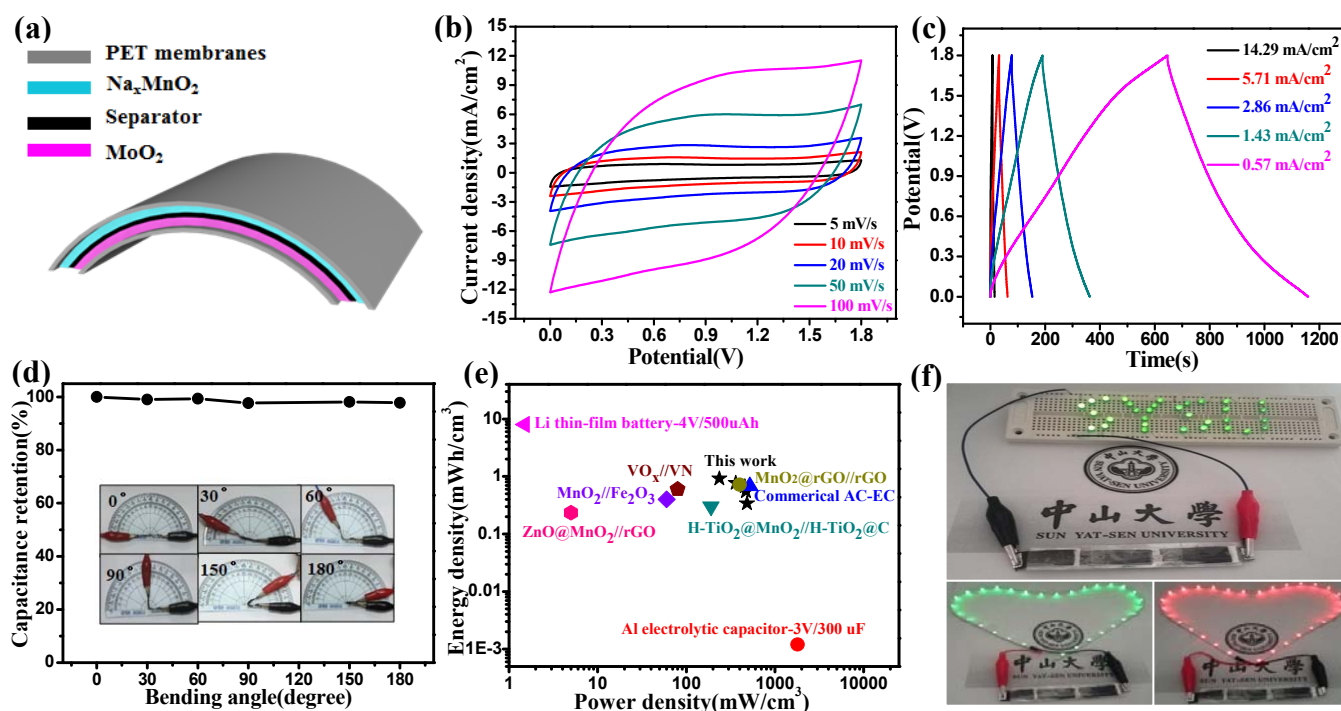 (a)
PET membranes
NaₓMnO₂
Separator
MoO₂
(b)
15
12
9
6
3
0
-3
-6
-9
-12
-15
Current density(mA/cm²)
5 mV/s
10 mV/s
20 mV/s
50 mV/s
100 mV/s
0.0 0.3 0.6 0.9 1.2 1.5 1.8
Potential(V)
(c)
1.8
1.5
1.2
0.9
0.6
0.3
0.0
Potential(V)
14.29 mA/cm²
5.71 mA/cm²
2.86 mA/cm²
1.43 mA/cm²
0.57 mA/cm²
0 200 400 600 800 1000 1200
Time(s)
(d)
100
80
60
40
20
0
Capacitance retention(%)
0°
30°
60°
90°
150°
180°
0 30 60 90 120 150 180
Bending angle(degree)
(e)
10
1
0.1
0.01
1E-3
Energy density(mWh/cm³)
Li thin-film battery-4V/500uAh
This work
VOₓ//VN
MnO₂@rGO//rGO
MnO₂//Fe₂O₃
Commerical AC-EC
ZnO@MnO₂//rGO
H-TiO₂@MnO₂//H-TiO₂@C
Al electrolytic capacitor-3V/300 uF
1 10 100 1000 10000
Power density(mW/cm³)
(f)
SYSU
中山大學
SUN YAT-SEN UNIVERSITY
中山大學
SUN YAT-SEN UNIVERSITY
中山大學
SUN YAT-SEN UNIVERSITY